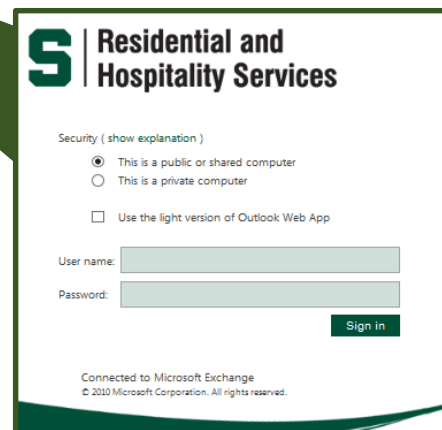 S Residential and
Hospitality Services
Security ( show explanation )
This is a public or shared computer
This is a private computer
Use the light version of Outlook Web App
User name:
Password:
Sign in
Connected to Microsoft Exchange
© 2010 Microsoft Corporation. All rights reserved.